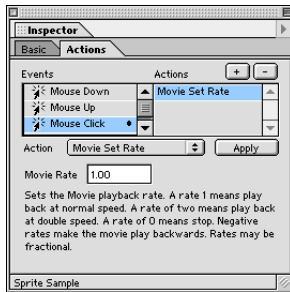 Inspector
Basic Actions
Events Actions + -
Mouse Down Movie Set Rate
Mouse Up
Mouse Click
Action Movie Set Rate Apply
Movie Rate 1.00
Sets the Movie playback rate. A rate 1 means play
back at normal speed. A rate of two means play back
at double speed. A rate of 0 means stop. Negative
rates make the movie play backwards. Rates may be
fractional.
Sprite Sample